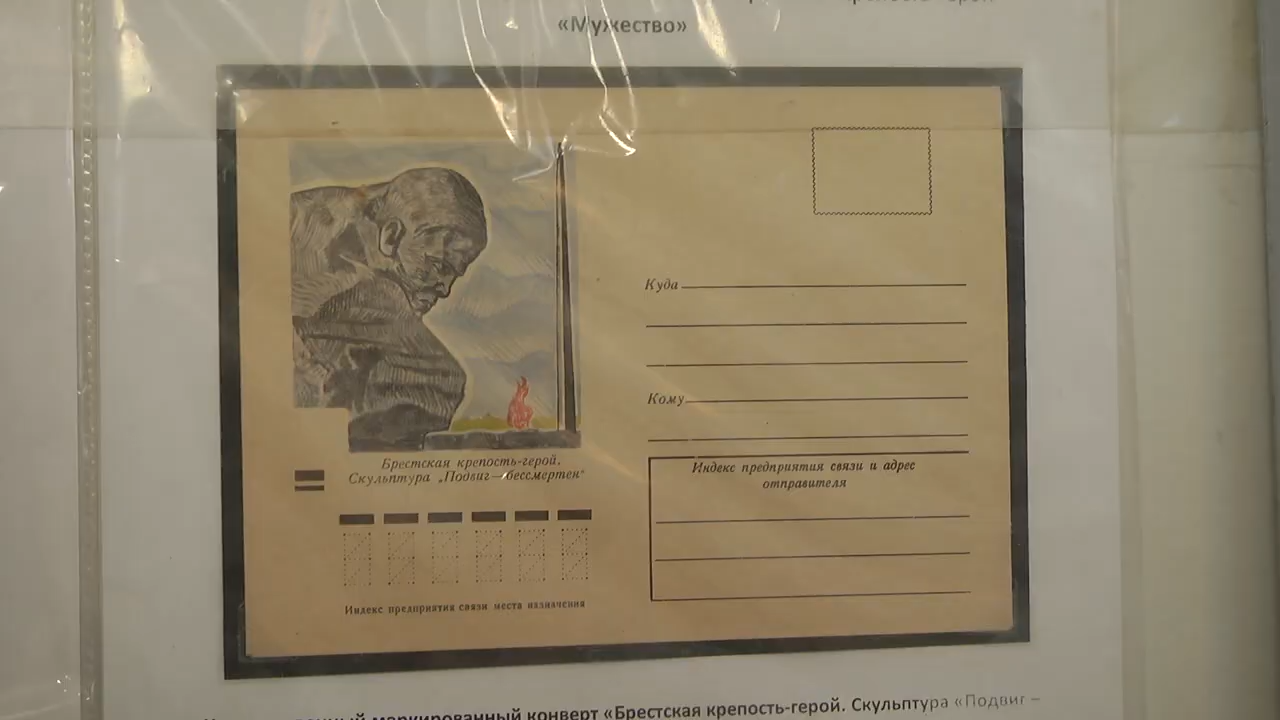 «Мужество»
Куда
Кому
Брестская крепость-герой.
Скульптура „Подвиг — бессмертен“
Индекс предприятия связи и адрес
отправителя
Индекс предприятия связи места назначения
маркированный конверт «Брестская крепость-герой. Скульптура «Подвиг –